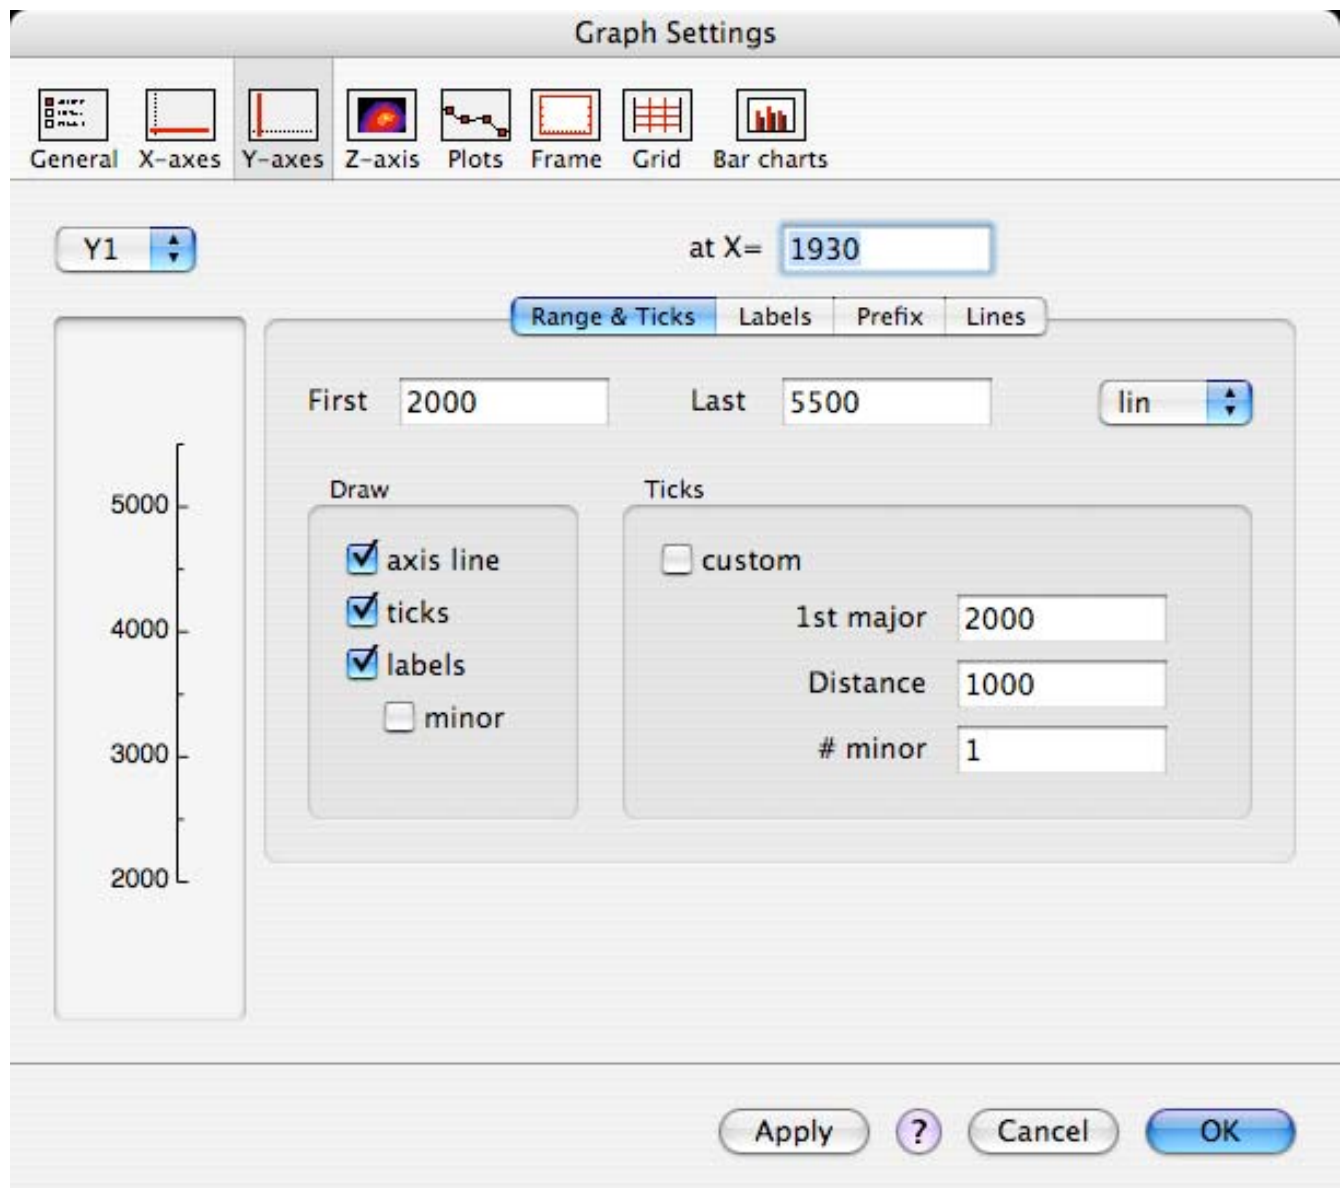 Graph Settings
General X-axes Y-axes Z-axis Plots Frame Grid Bar charts
Y1 at X= 1930
Range & Ticks Labels Prefix Lines
First 2000 Last 5500 lin
Draw Ticks
axis line custom
ticks 1st major 2000
labels Distance 1000
minor # minor 1
5000
4000
3000
2000
Apply ? Cancel OK